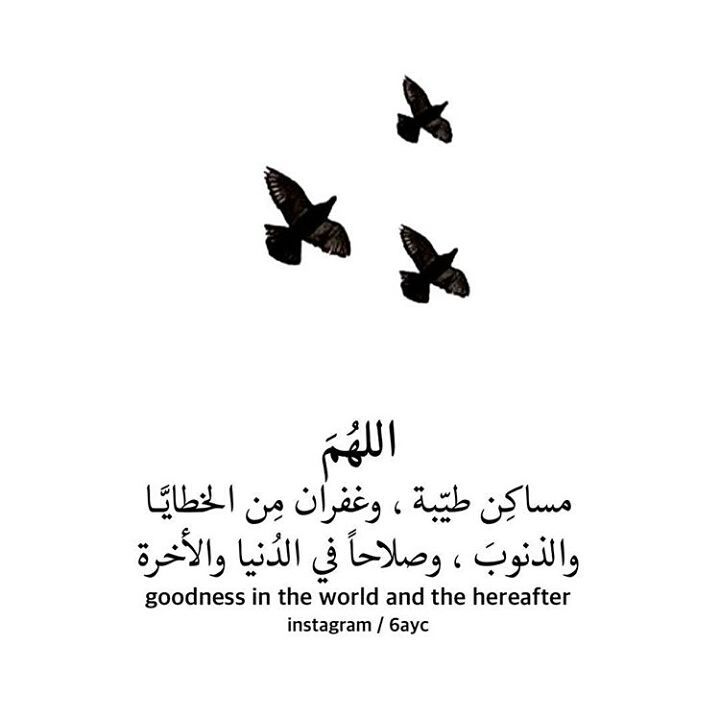 اللهُمَ
مساكِن طيّبة ، وغفران مِن الخطايَّا
والذنوبَ ، وصلاحاً في الدُنيا والأخرة
goodness in the world and the hereafter
instagram / 6ayc